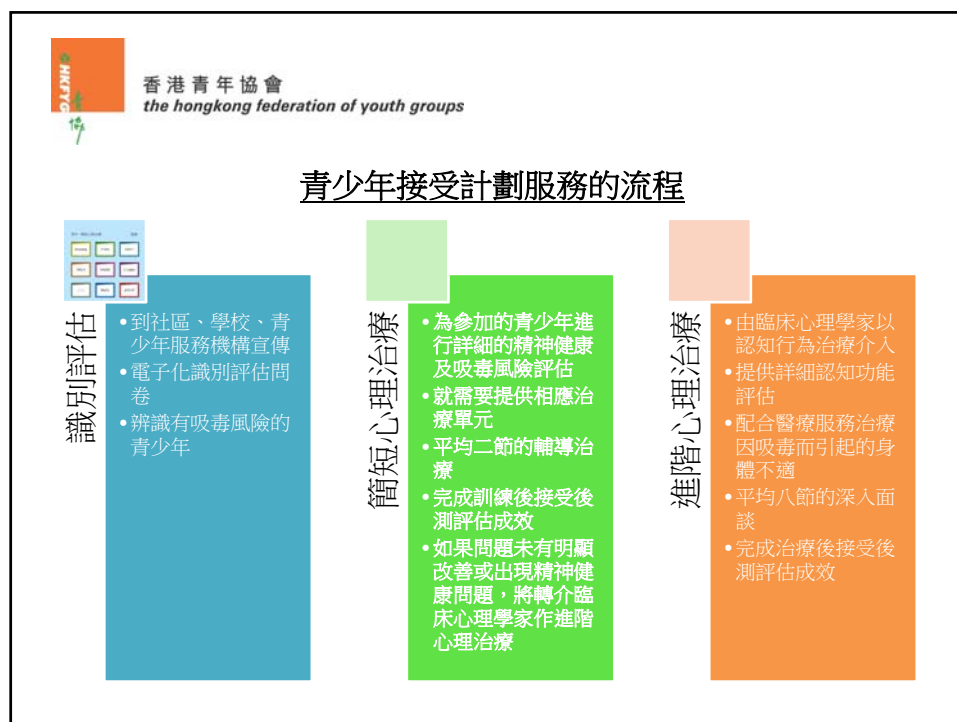 HKFYG
青協
香港青年協會
the hongkong federation of youth groups
青少年接受計劃服務的流程
識別評估
•到社區、學校、青
少年服務機構宣傳
•電子化識別評估問
卷
•辨識有吸毒風險的
青少年
簡短心理治療
•為參加的青少年進
行詳細的精神健康
及吸毒風險評估
•就需要提供相應治
療單元
•平均二節的輔導治
療
•完成訓練後接受後
測評估成效
•如果問題未有明顯
改善或出現精神健
康問題，將轉介臨
床心理學家作進階
心理治療
進階心理治療
•由臨床心理學家以
認知行為治療介入
•提供詳細認知功能
評估
•配合醫療服務治療
因吸毒而引起的身
體不適
•平均八節的深入面
談
•完成治療後接受後
測評估成效